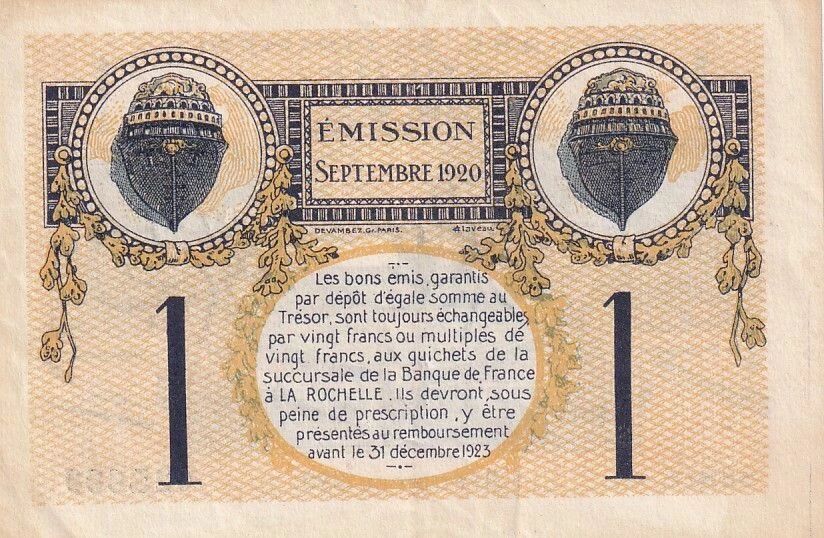 ÉMISSION
SEPTEMBRE 1920
DEVAMBEZ. Gr. PARIS.
A laveau.
1
1
Les bons émis, garantis
par dépôt d'égale somme au
Trésor, sont toujours échangeables
par vingt francs ou multiples de
vingt francs, aux guichets de la
succursale de la Banque de France
à LA ROCHELLE. Ils devront, sous
peine de prescription, y être
présentés au remboursement
avant le 31 décembre 1923